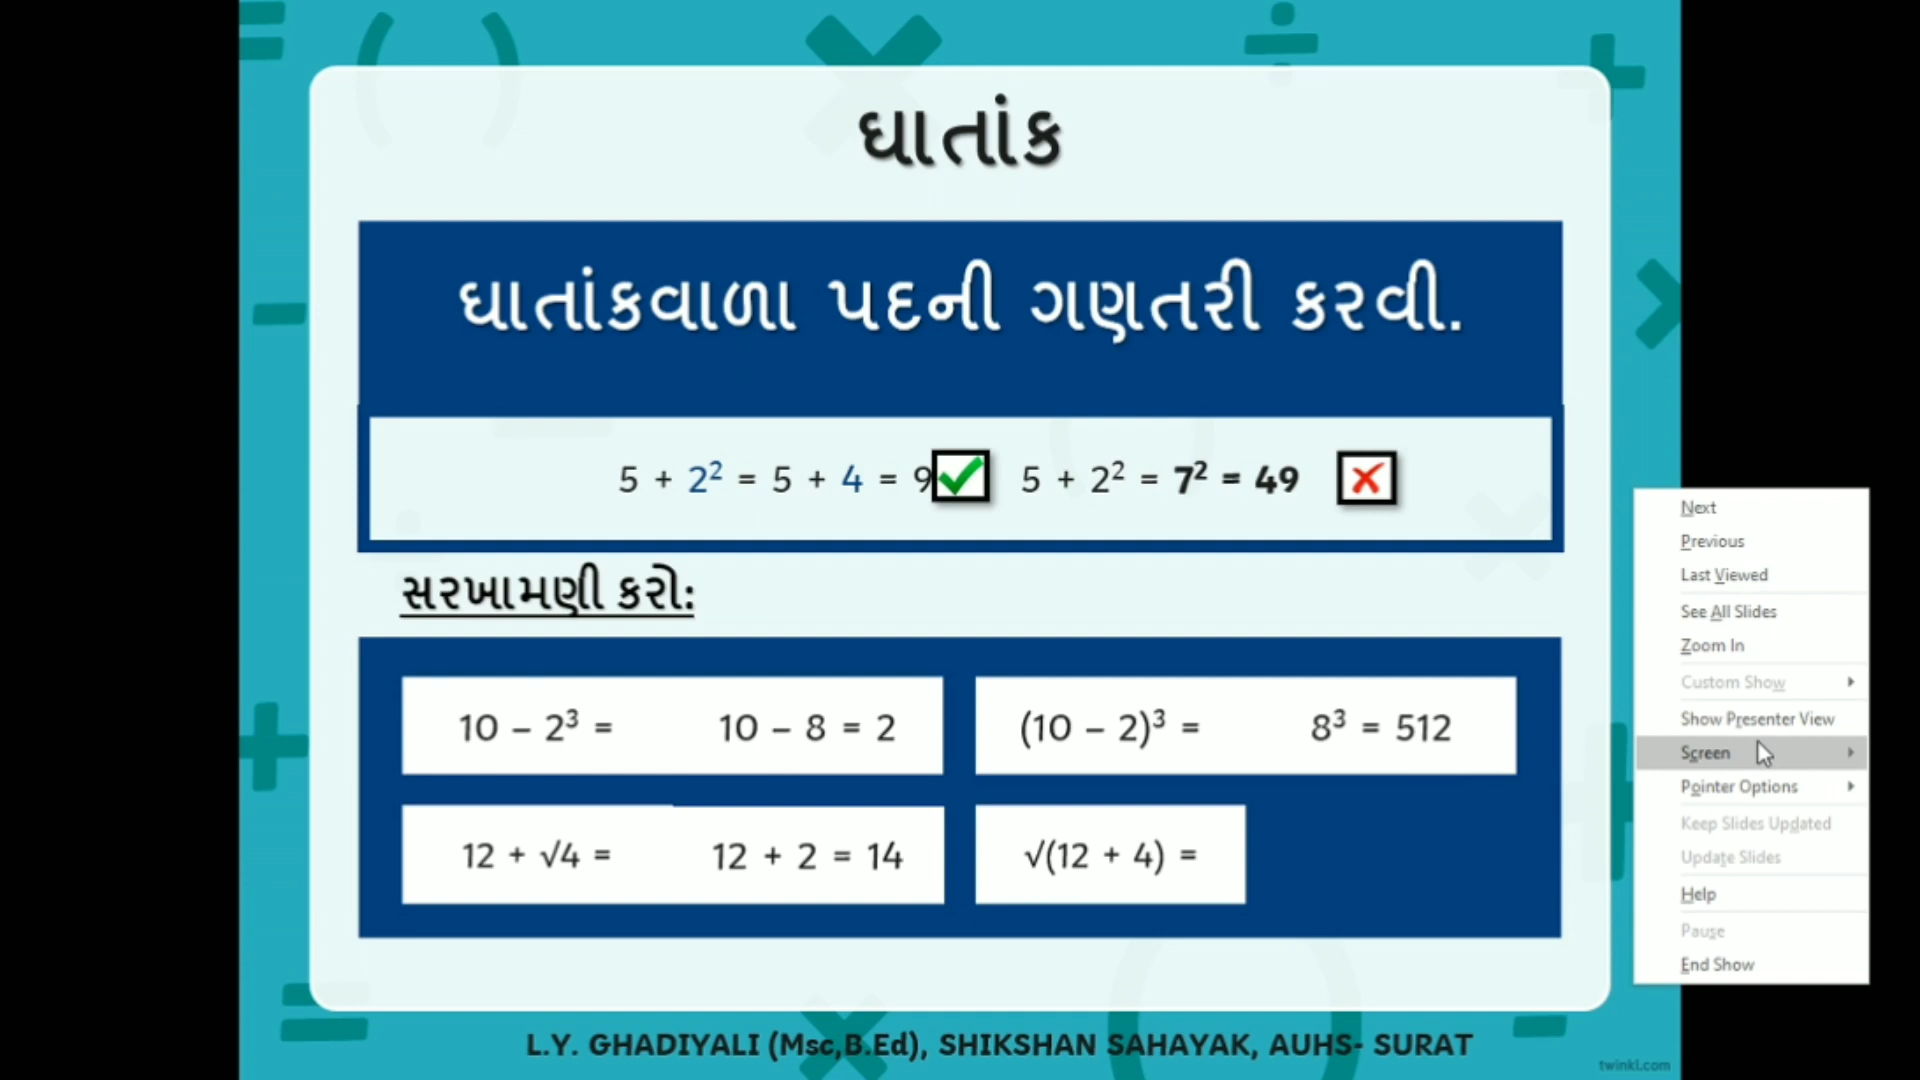 ઘાતાંક
ઘાતાંકવાળા પદની ગણતરી કરવી.
5 + 2² = 5 + 4 = 9 5 + 2² = 7² = 49
સરખામણી કરો:
10 – 2³ = 10 – 8 = 2 (10 – 2)³ = 8³ = 512
12 + √4 = 12 + 2 = 14 √(12 + 4) =
L.Y. GHADIYALI (Msc,B.Ed), SHIKSHAN SAHAYAK, AUHS- SURAT
twinkl.com
Next
Previous
Last Viewed
See All Slides
Zoom In
Custom Show
Show Presenter View
Screen
Pointer Options
Keep Slides Updated
Update Slides
Help
Pause
End Show